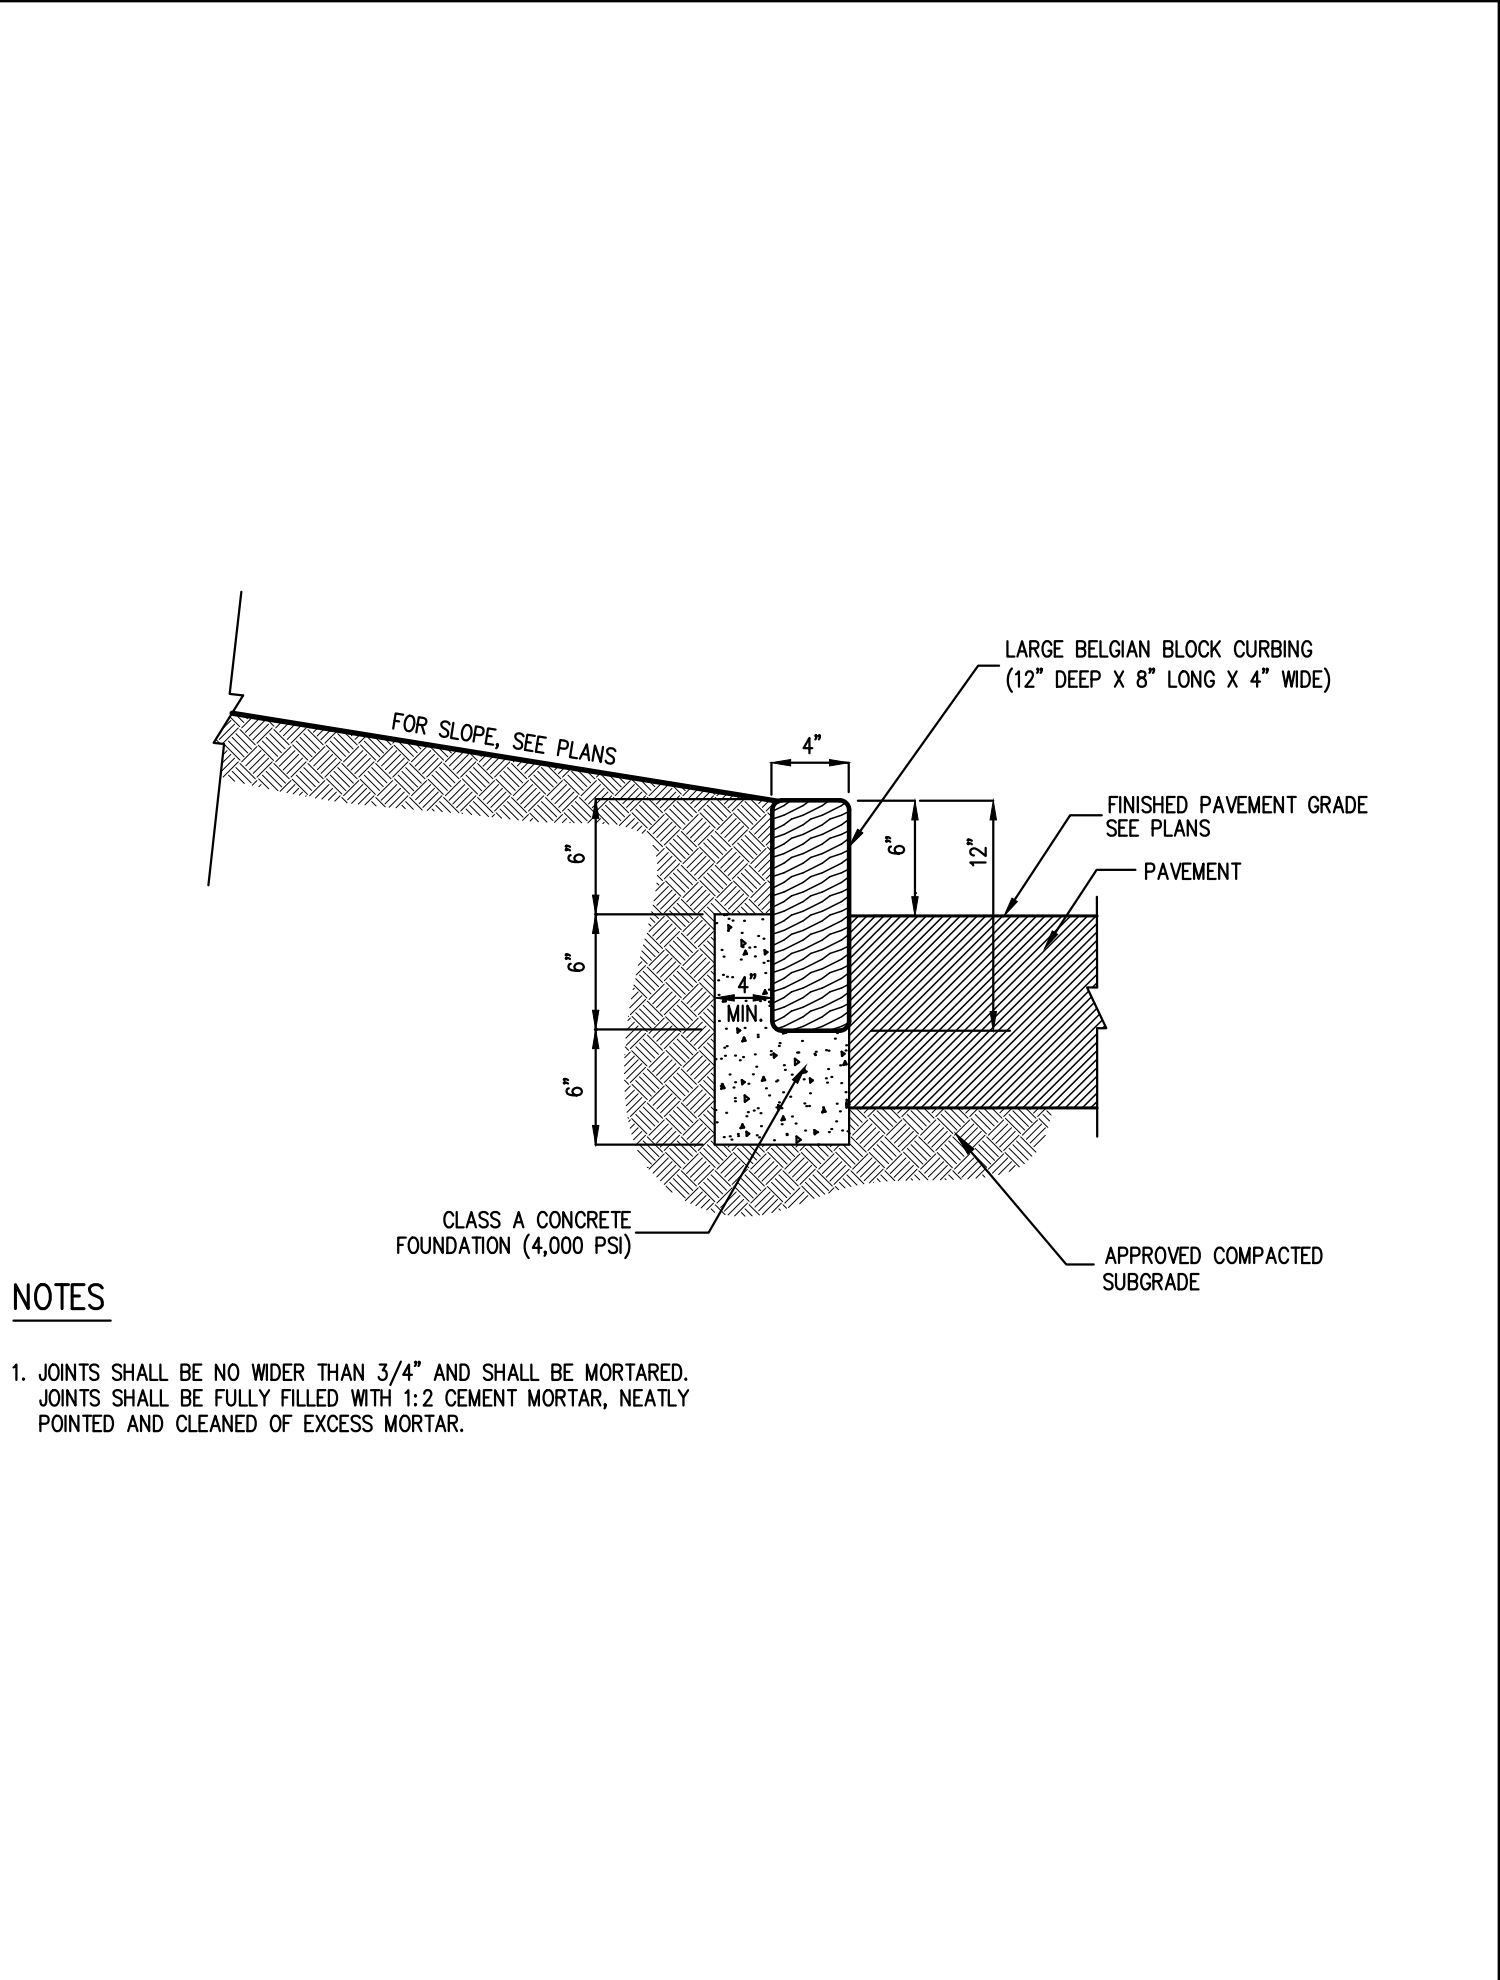 LARGE BELGIAN BLOCK CURBING
(12" DEEP X 8" LONG X 4" WIDE)
FOR SLOPE, SEE PLANS
4"
FINISHED PAVEMENT GRADE
SEE PLANS
6"
6"
12"
PAVEMENT
6"
4"
MIN.
6"
CLASS A CONCRETE
FOUNDATION (4,000 PSI)
APPROVED COMPACTED
SUBGRADE
NOTES
1. JOINTS SHALL BE NO WIDER THAN 3/4" AND SHALL BE MORTARED.
JOINTS SHALL BE FULLY FILLED WITH 1:2 CEMENT MORTAR, NEATLY
POINTED AND CLEANED OF EXCESS MORTAR.